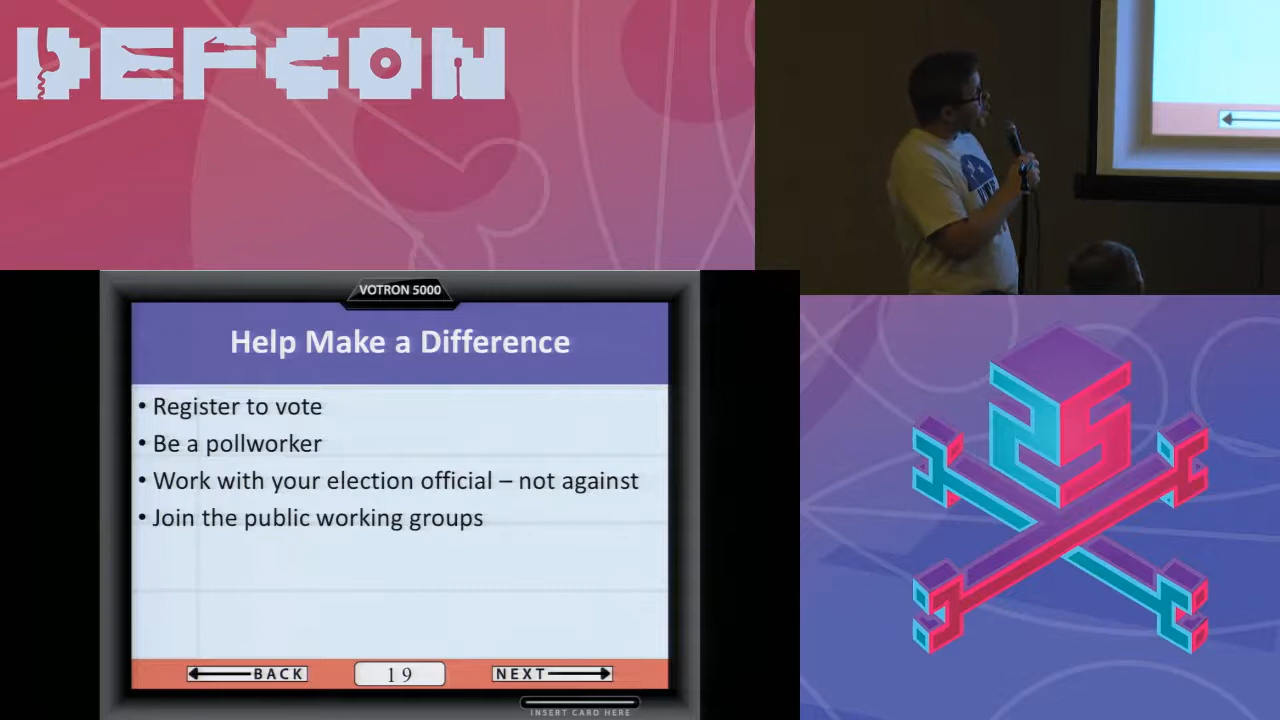 DEFCON
VOTRON 5000
Help Make a Difference
• Register to vote
• Be a pollworker
• Work with your election official – not against
• Join the public working groups
BACK
19
NEXT
INSERT CARD HERE
25